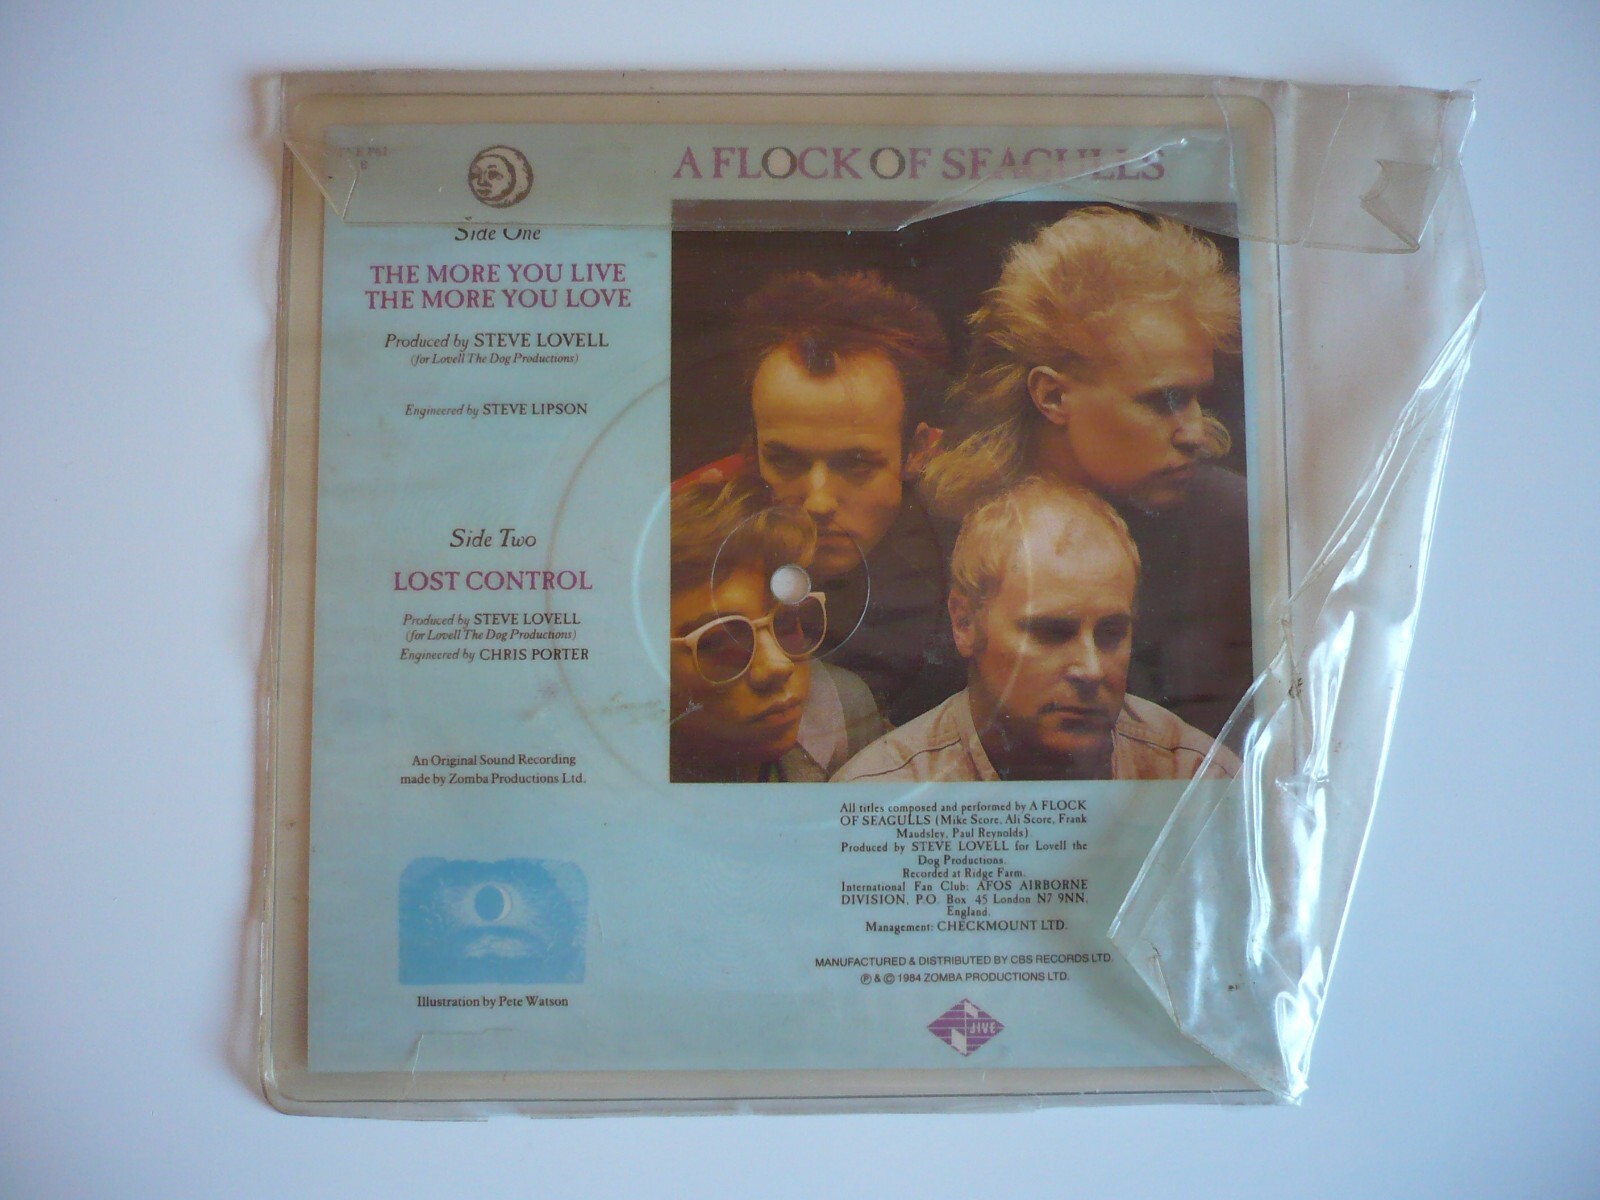 A FLOCK OF SEAGULLS
Side One
THE MORE YOU LIVE
THE MORE YOU LOVE
Produced by STEVE LOVELL
(for Lovell The Dog Productions)
Engineered by STEVE LIPSON
Side Two
LOST CONTROL
Produced by STEVE LOVELL
(for Lovell The Dog Productions)
Engineered by CHRIS PORTER
An Original Sound Recording
made by Zomba Productions Ltd.
Illustration by Pete Watson
All titles composed and performed by A FLOCK
OF SEAGULLS (Mike Score, Ali Score, Frank
Maudsley, Paul Reynolds).
Produced by STEVE LOVELL for Lovell the
Dog Productions.
Recorded at Ridge Farm.
International Fan Club: AFOS AIRBORNE
DIVISION, P.O. Box 45 London N7 9NN,
England.
Management: CHECKMOUNT LTD.
MANUFACTURED & DISTRIBUTED BY CBS RECORDS LTD.
℗ & © 1984 ZOMBA PRODUCTIONS LTD.
JIVE